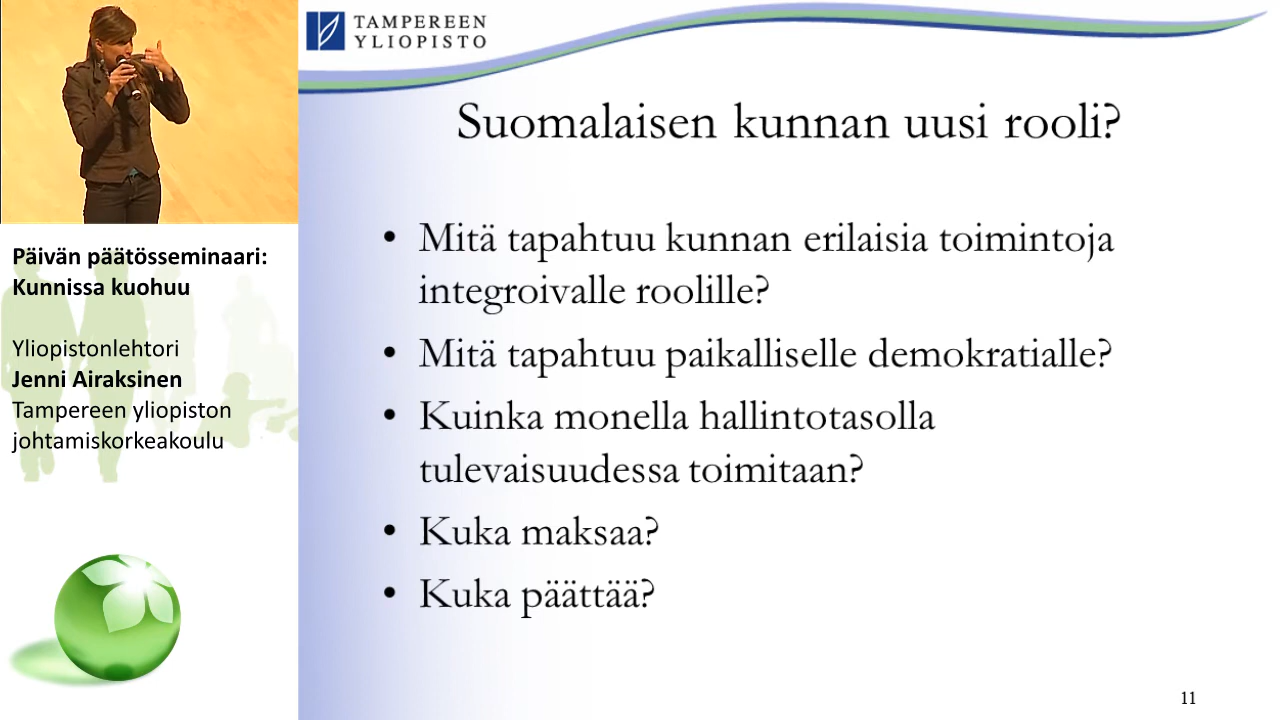 TAMPEREEN
YLIOPISTO
Suomalaisen kunnan uusi rooli?
• Mitä tapahtuu kunnan erilaisia toimintoja
integroivalle roolille?
• Mitä tapahtuu paikalliselle demokratialle?
• Kuinka monella hallintotasolla
tulevaisuudessa toimitaan?
• Kuka maksaa?
• Kuka päättää?
11
Päivän päätösseminaari:
Kunnissa kuohuu
Yliopistonlehtori
Jenni Airaksinen
Tampereen yliopiston
johtamiskorkeakoulu